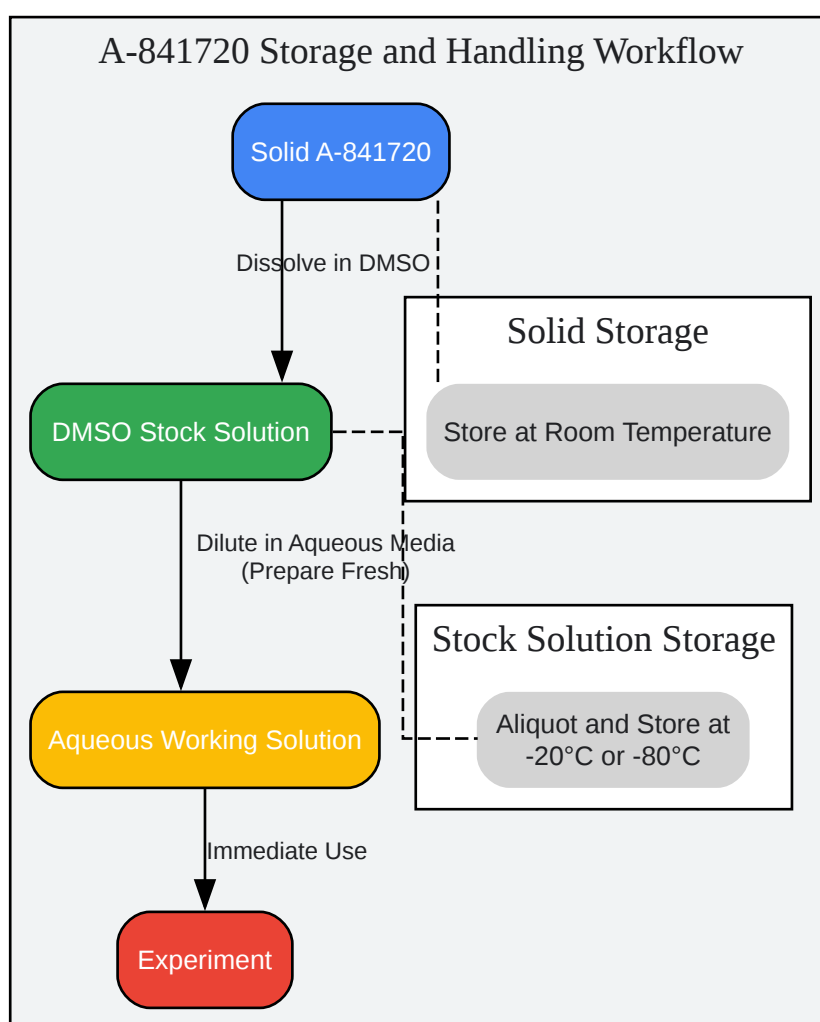 A-841720 Storage and Handling Workflow
Solid A-841720
Dissolve in DMSO
Solid Storage
DMSO Stock Solution
Store at Room Temperature
Dilute in Aqueous Media
(Prepare Fresh)
Stock Solution Storage
Aqueous Working Solution
Aliquot and Store at
-20°C or -80°C
Immediate Use
Experiment